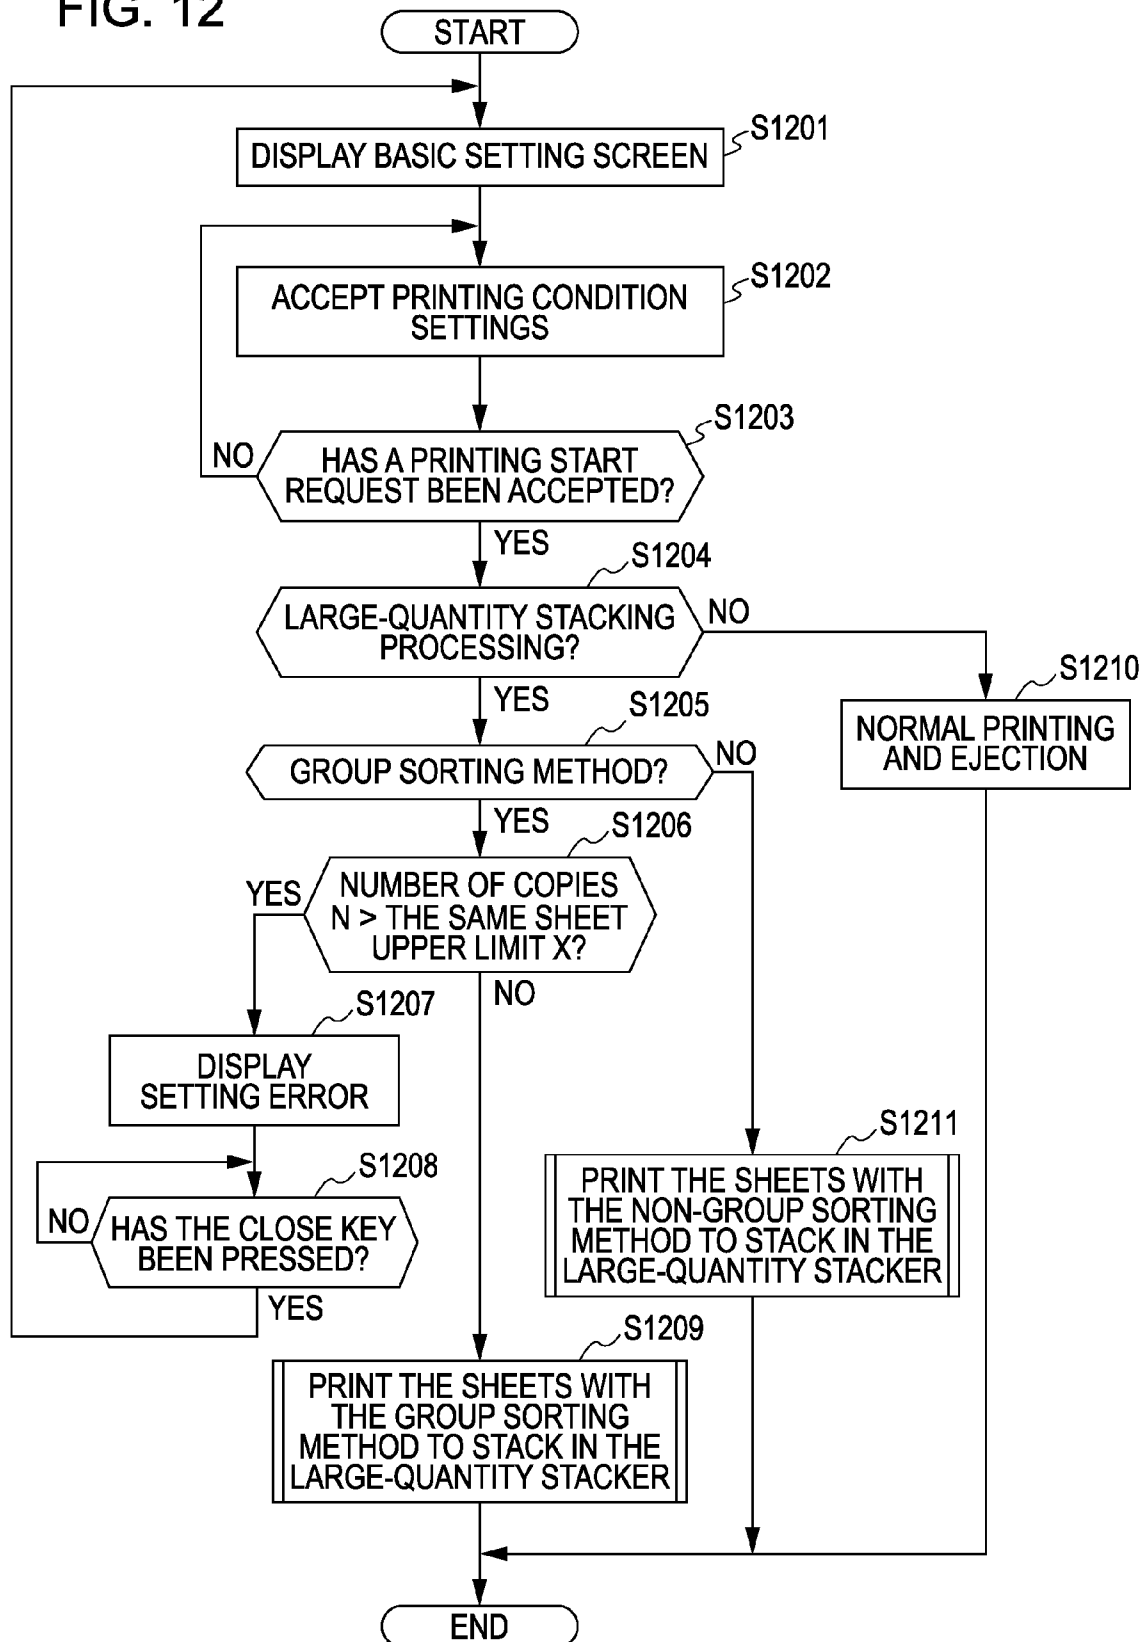 FIG. 12
START
S1201
DISPLAY BASIC SETTING SCREEN
S1202
ACCEPT PRINTING CONDITION
SETTINGS
S1203
NO
HAS A PRINTING START
REQUEST BEEN ACCEPTED?
YES
S1204
LARGE-QUANTITY STACKING
PROCESSING?
NO
YES
S1210
NORMAL PRINTING
AND EJECTION
S1205
GROUP SORTING METHOD?
NO
YES
S1206
YES
NUMBER OF COPIES
N > THE SAME SHEET
UPPER LIMIT X?
NO
S1207
DISPLAY
SETTING ERROR
S1208
NO
HAS THE CLOSE KEY
BEEN PRESSED?
YES
S1211
PRINT THE SHEETS WITH
THE NON-GROUP SORTING
METHOD TO STACK IN THE
LARGE-QUANTITY STACKER
S1209
PRINT THE SHEETS WITH
THE GROUP SORTING
METHOD TO STACK IN THE
LARGE-QUANTITY STACKER
END